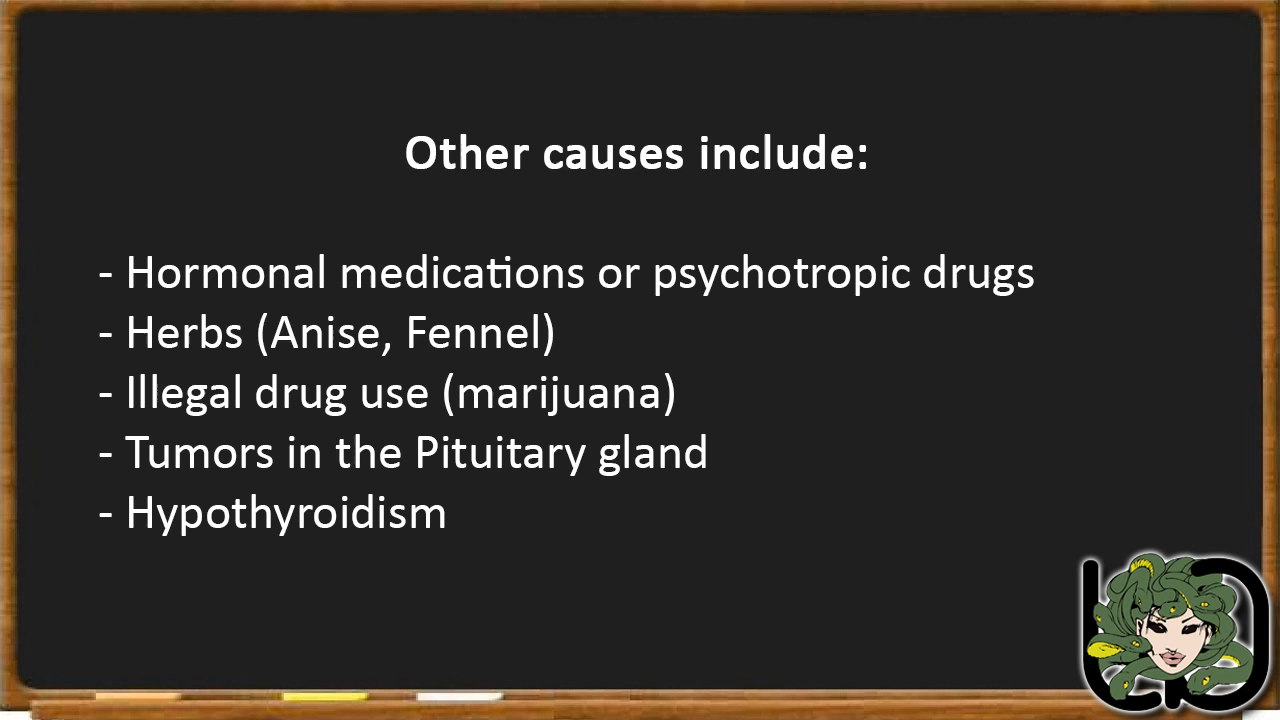 Other causes include:
- Hormonal medications or psychotropic drugs
- Herbs (Anise, Fennel)
- Illegal drug use (marijuana)
- Tumors in the Pituitary gland
- Hypothyroidism